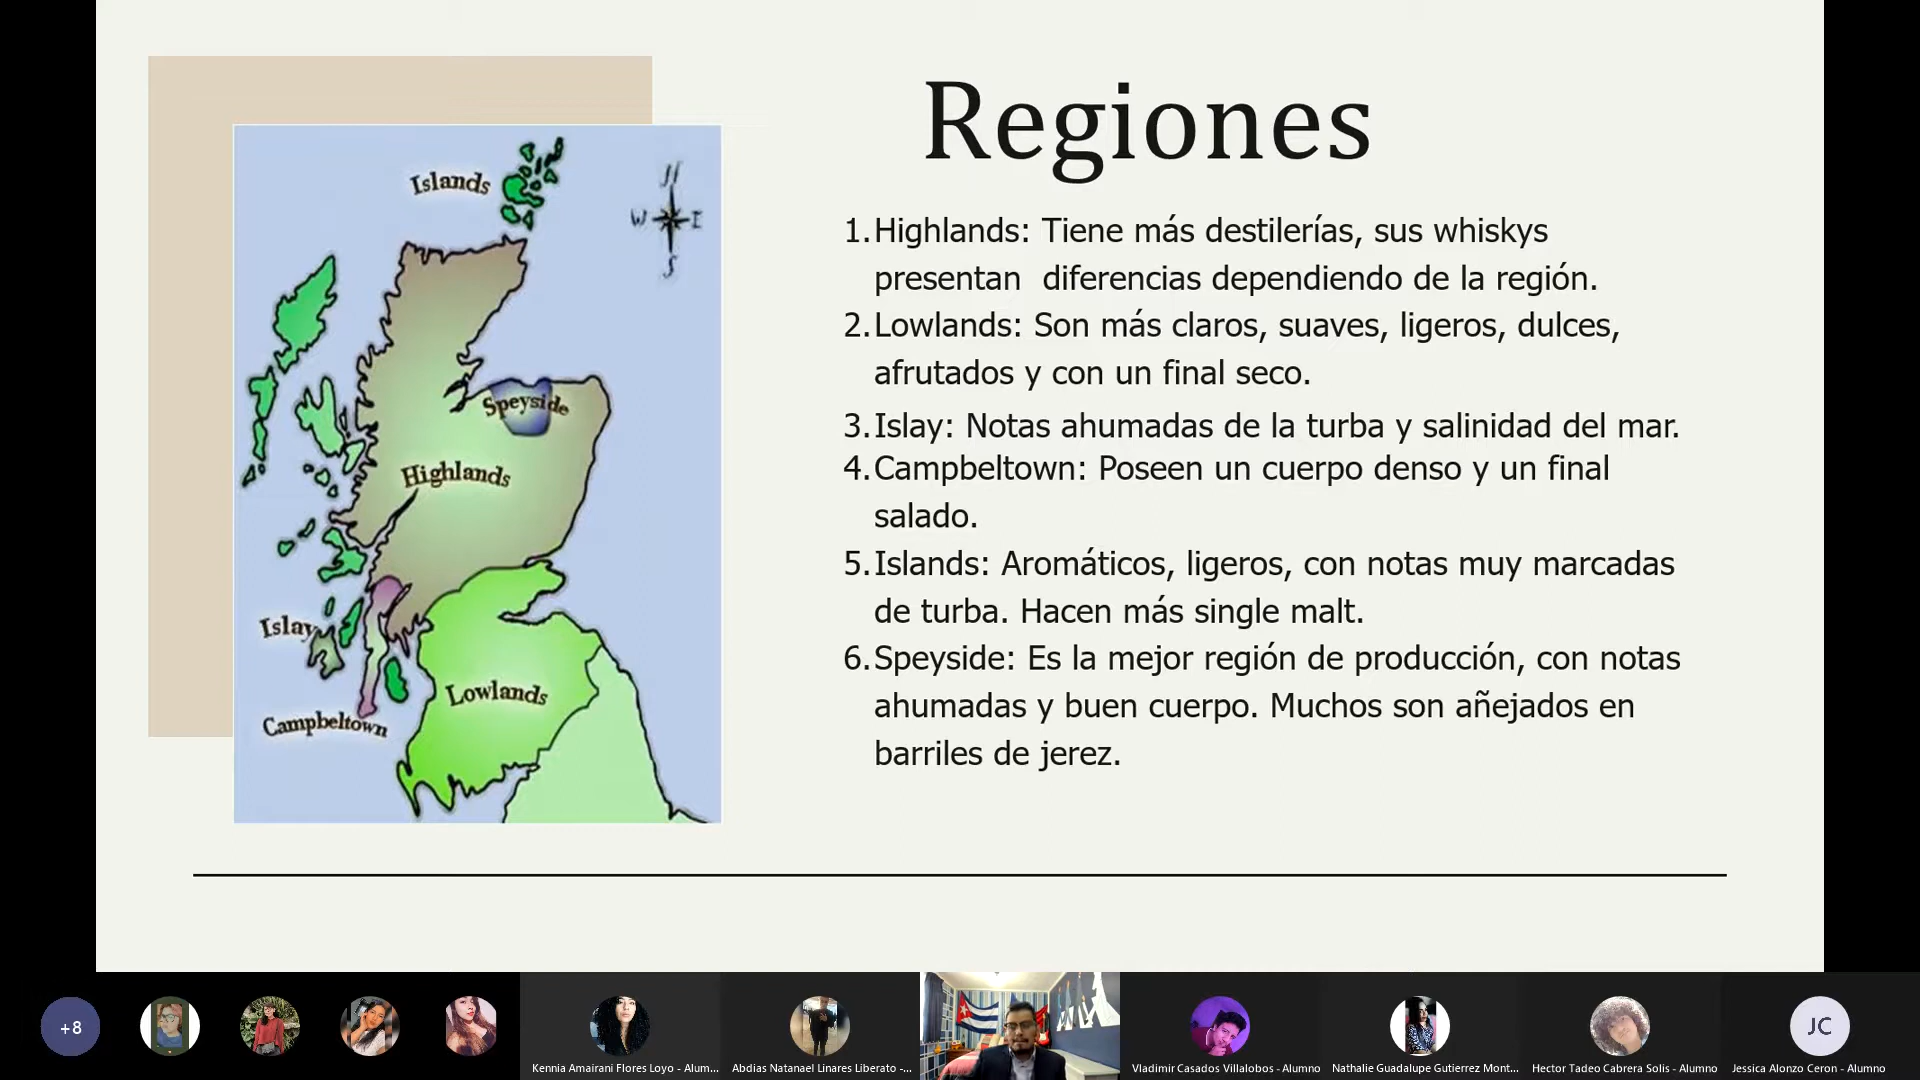 Regiones
Islands
N
W E
S
Speyside
Highlands
Islay
Lowlands
Campbeltown
1. Highlands: Tiene más destilerías, sus whiskys
presentan  diferencias dependiendo de la región.
2. Lowlands: Son más claros, suaves, ligeros, dulces,
afrutados y con un final seco.
3. Islay: Notas ahumadas de la turba y salinidad del mar.
4. Campbeltown: Poseen un cuerpo denso y un final
salado.
5. Islands: Aromáticos, ligeros, con notas muy marcadas
de turba. Hacen más single malt.
6. Speyside: Es la mejor región de producción, con notas
ahumadas y buen cuerpo. Muchos son añejados en
barriles de jerez.
+8
JC
Kennia Amairani Flores Loyo - Alum...
Abdias Natanael Linares Liberato -...
Vladimir Casados Villalobos - Alumno
Nathalie Guadalupe Gutierrez Mont...
Hector Tadeo Cabrera Solis - Alumno
Jessica Alonzo Ceron - Alumno